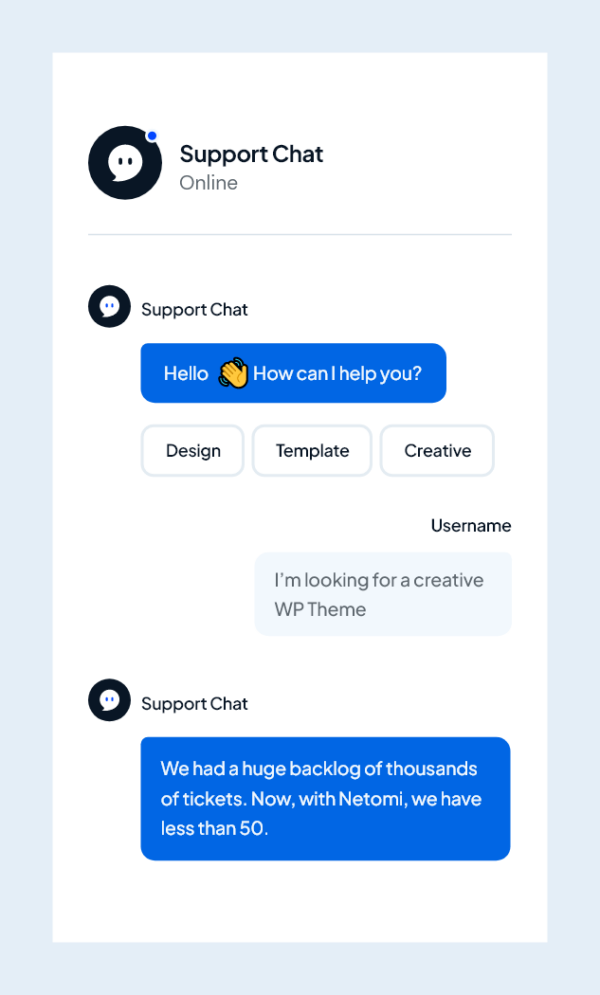 Support Chat
Online
Support Chat
Hello 👋 How can I help you?
Design Template Creative
Username
I’m looking for a creative
WP Theme
Support Chat
We had a huge backlog of thousands
of tickets. Now, with Netomi, we have
less than 50.